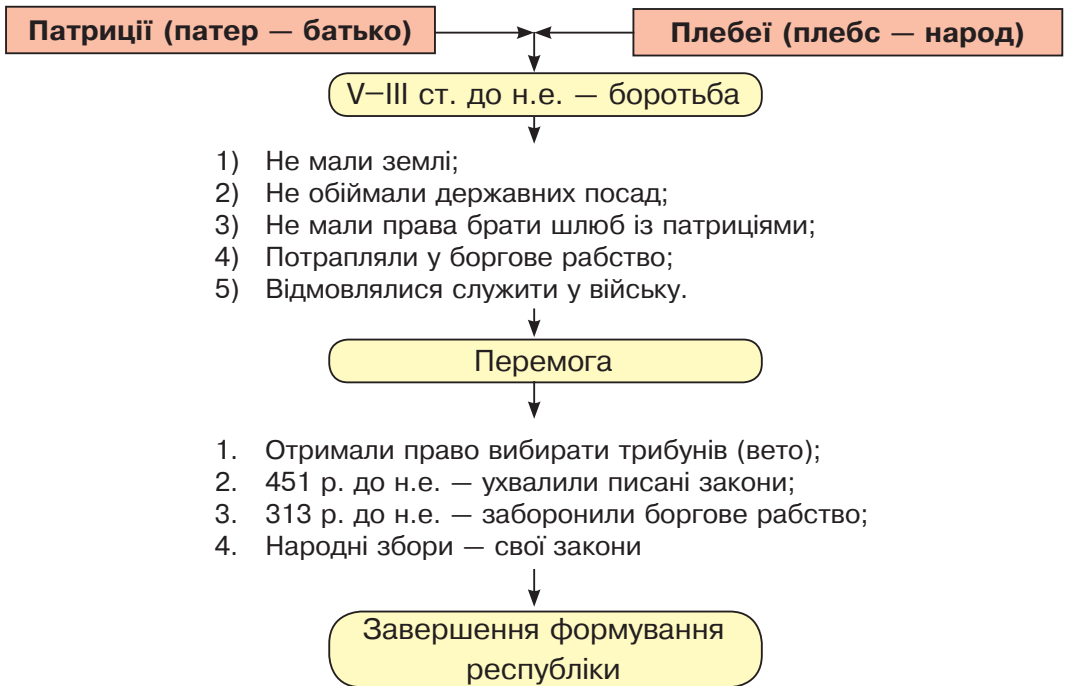 Патриції (патер — батько)
Плебеї (плебс — народ)
V–III ст. до н.е. — боротьба
1) Не мали землі;
2) Не обіймали державних посад;
3) Не мали права брати шлюб із патриціями;
4) Потрапляли у боргове рабство;
5) Відмовлялися служити у війську.
Перемога
1. Отримали право вибирати трибунів (вето);
2. 451 р. до н.е. — ухвалили писані закони;
3. 313 р. до н.е. — заборонили боргове рабство;
4. Народні збори — свої закони
Завершення формування
республіки